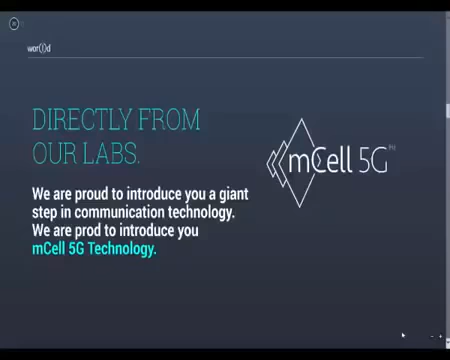 wor(l)d
DIRECTLY FROM
OUR LABS.
We are proud to introduce you a giant
step in communication technology.
We are prod to introduce you
mCell 5G Technology.
mCell 5G